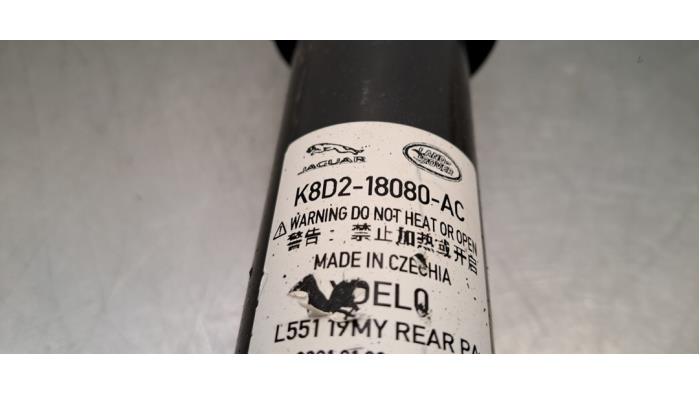 JAGUAR
LAND ROVER
K8D2-18080-AC
WARNING DO NOT HEAT OR OPEN
警告: 禁止加热或开启
MADE IN CZECHIA
L551 19MY REAR